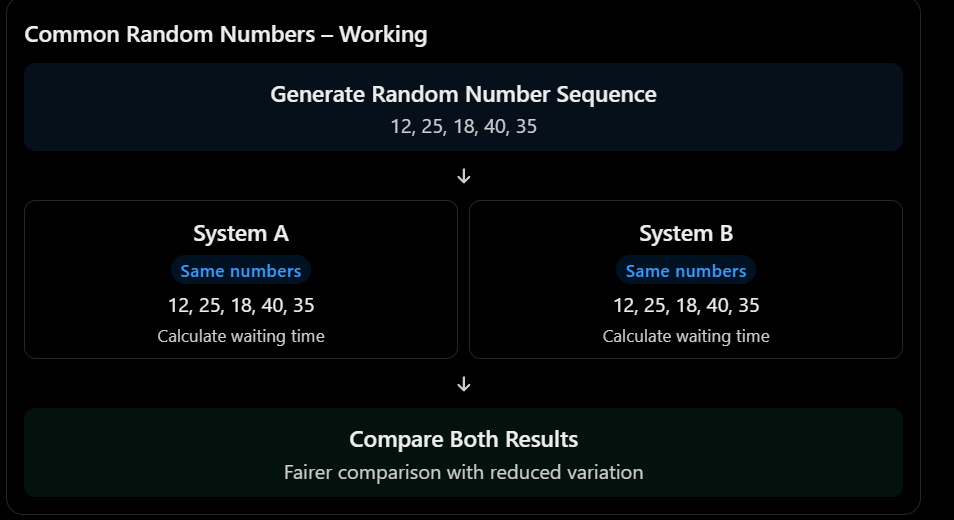 Common Random Numbers – Working
Generate Random Number Sequence
12, 25, 18, 40, 35
↓
System A
Same numbers
12, 25, 18, 40, 35
Calculate waiting time
System B
Same numbers
12, 25, 18, 40, 35
Calculate waiting time
↓
Compare Both Results
Fairer comparison with reduced variation